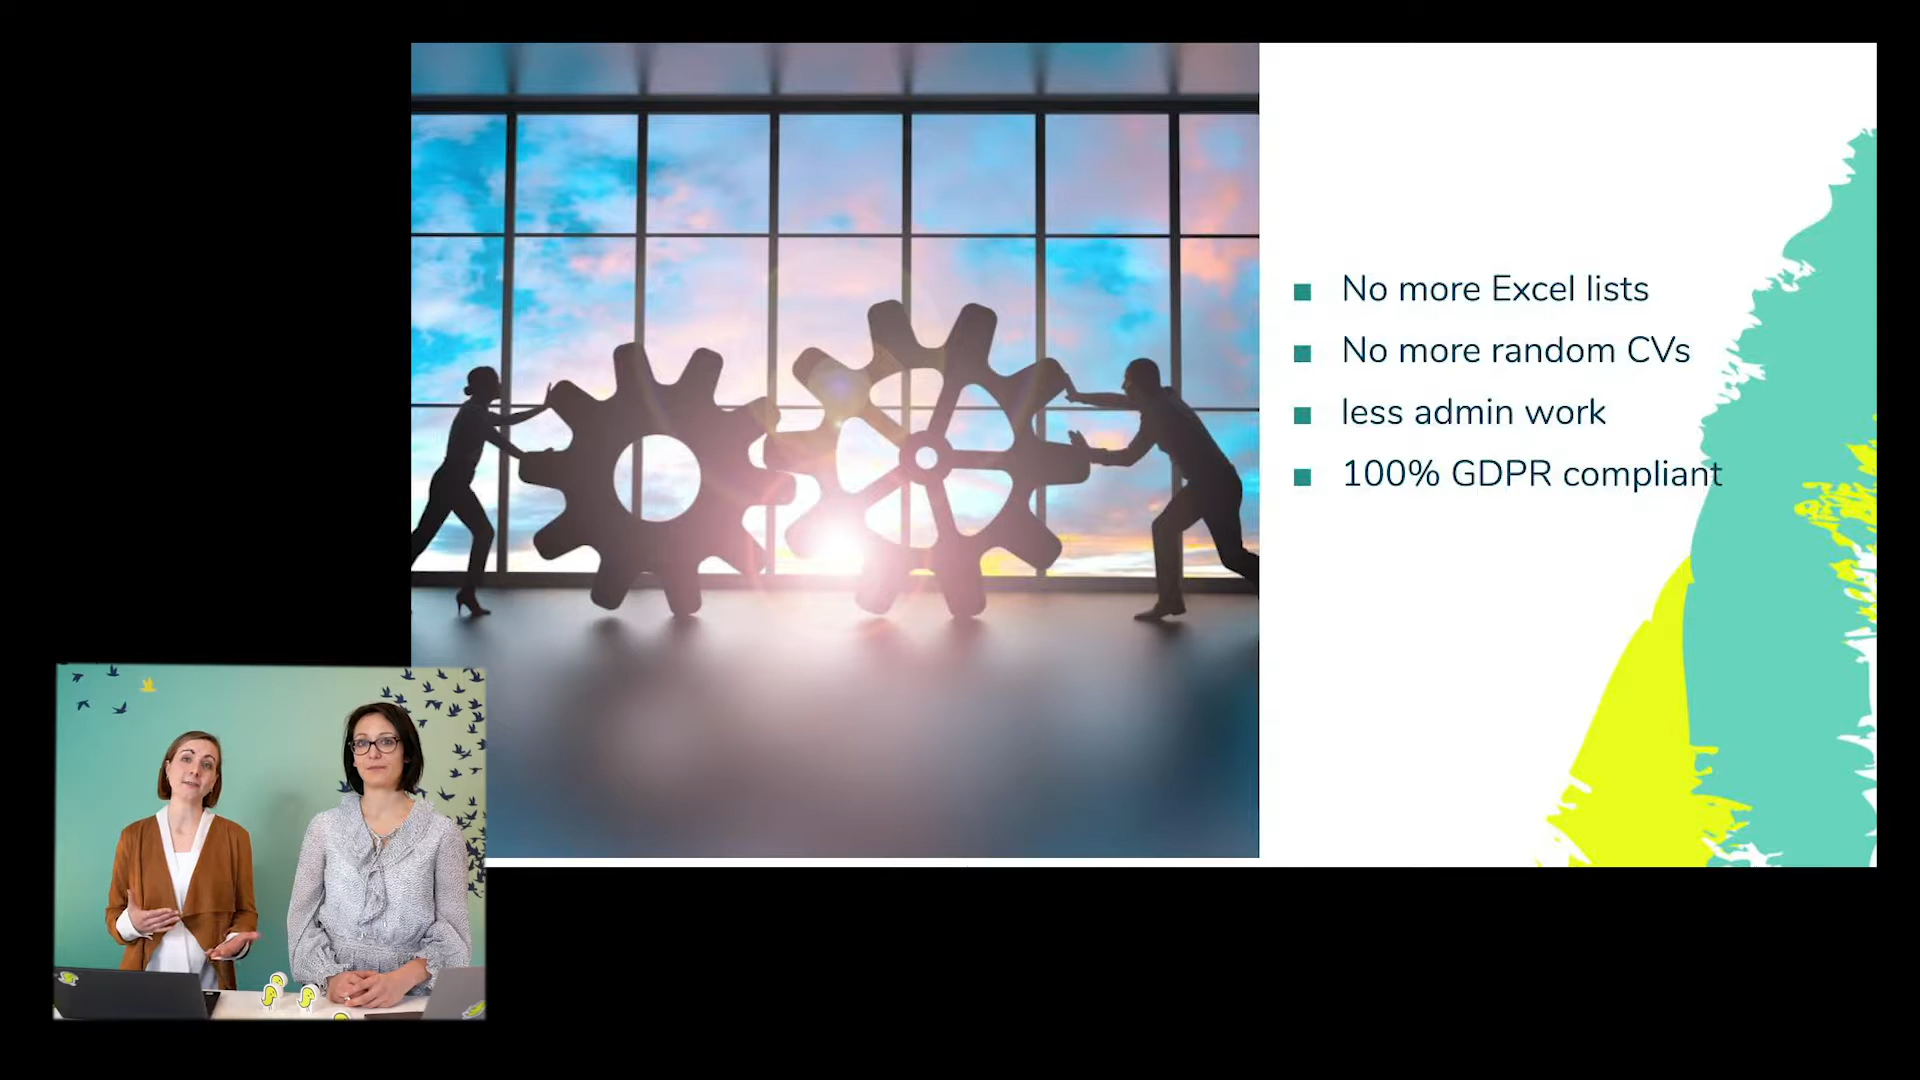 No more Excel lists
No more random CVs
less admin work
100% GDPR compliant